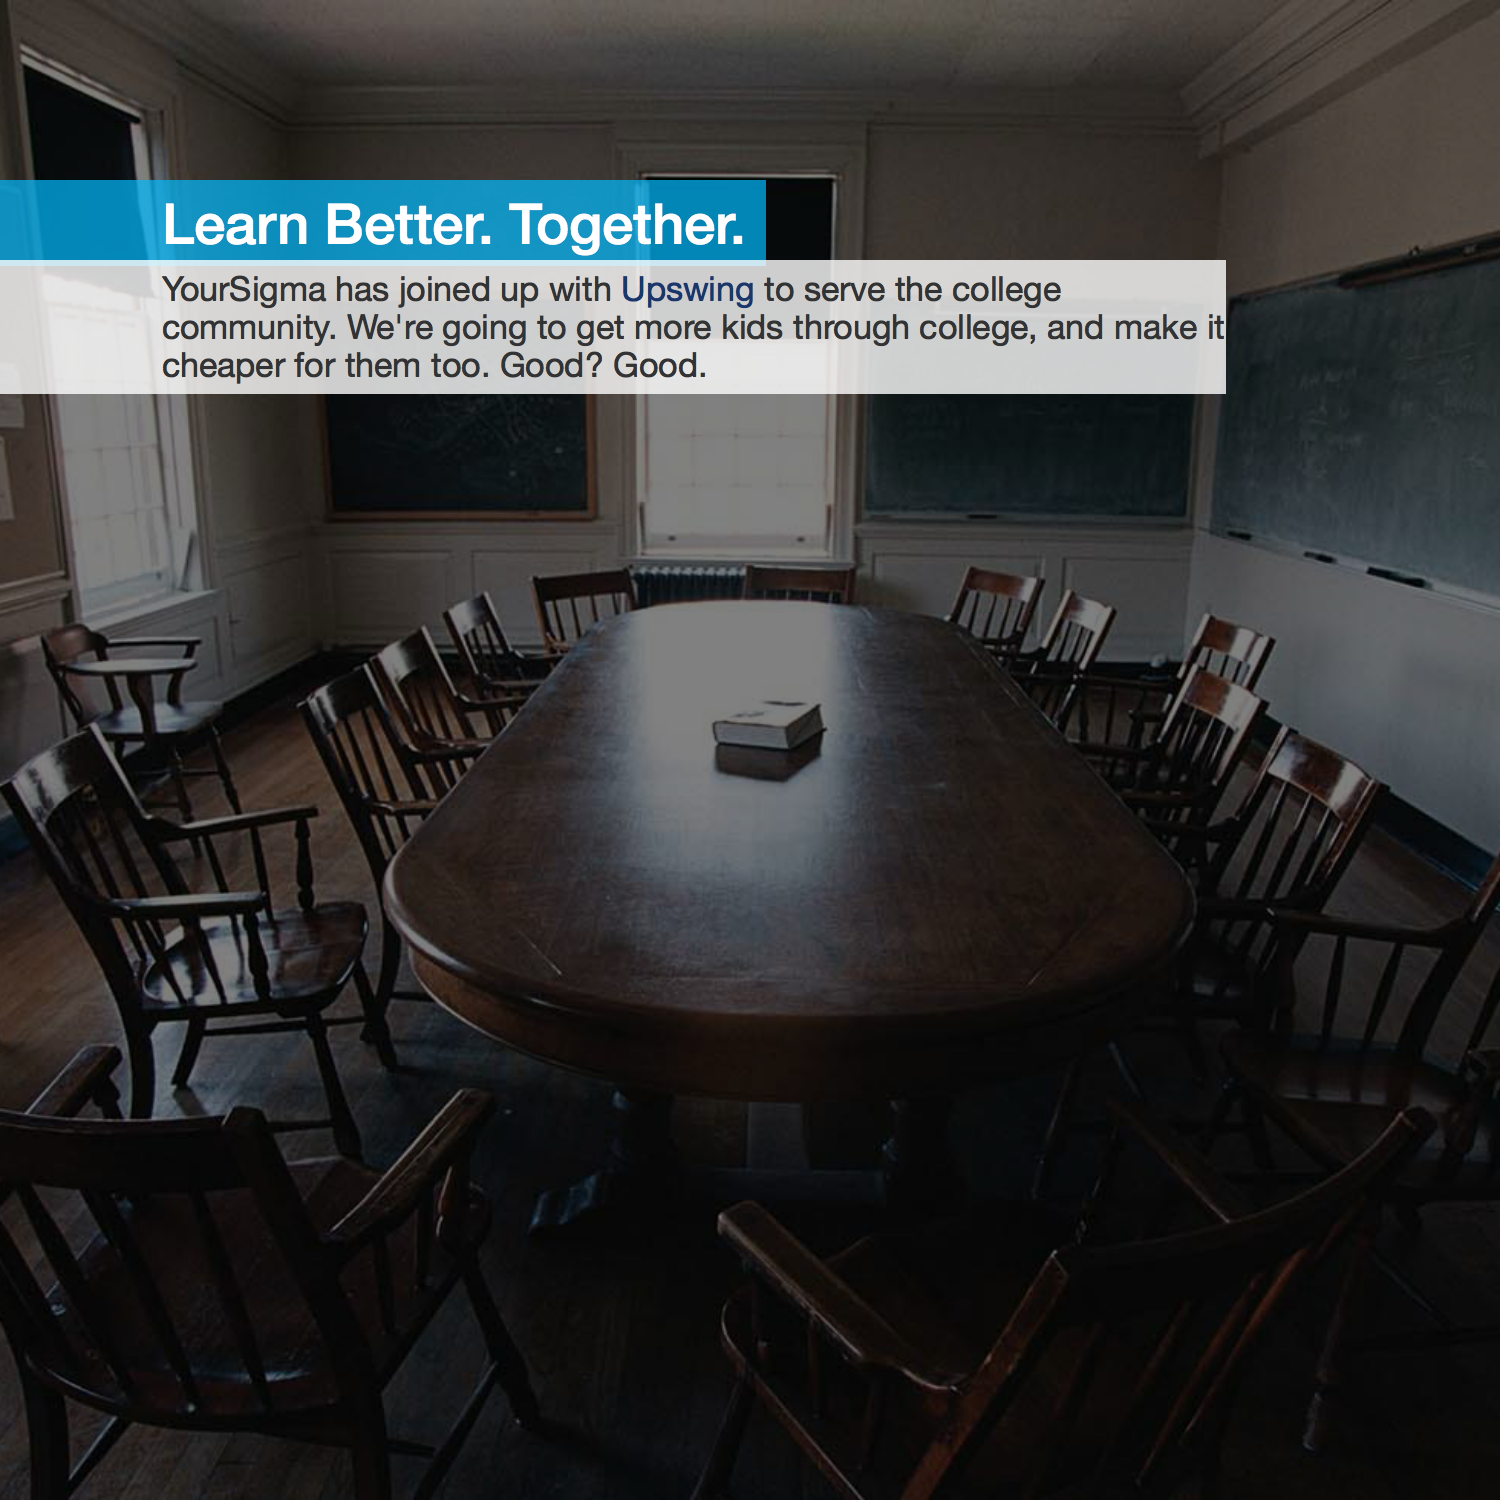 Learn Better. Together.
YourSigma has joined up with Upswing to serve the college
community. We're going to get more kids through college, and make it
cheaper for them too. Good? Good.